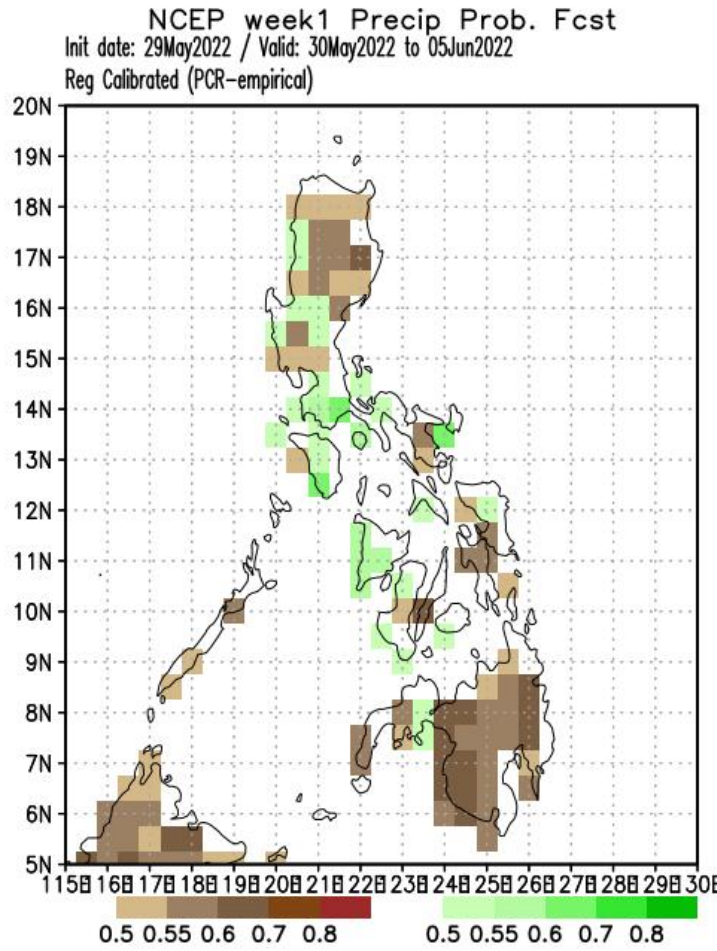 NCEP week1 Precip Prob. Fcst
Init date: 29May2022 / Valid: 30May2022 to 05Jun2022
Reg Calibrated (PCR-empirical)
20N
19N
18N
17N
16N
15N
14N
13N
12N
11N
10N
9N
8N
7N
6N
5N
115E 116E 117E 118E 119E 120E 121E 122E 123E 124E 125E 126E 127E 128E 129E 130E
0.5 0.55 0.6 0.7 0.8 0.5 0.55 0.6 0.7 0.8